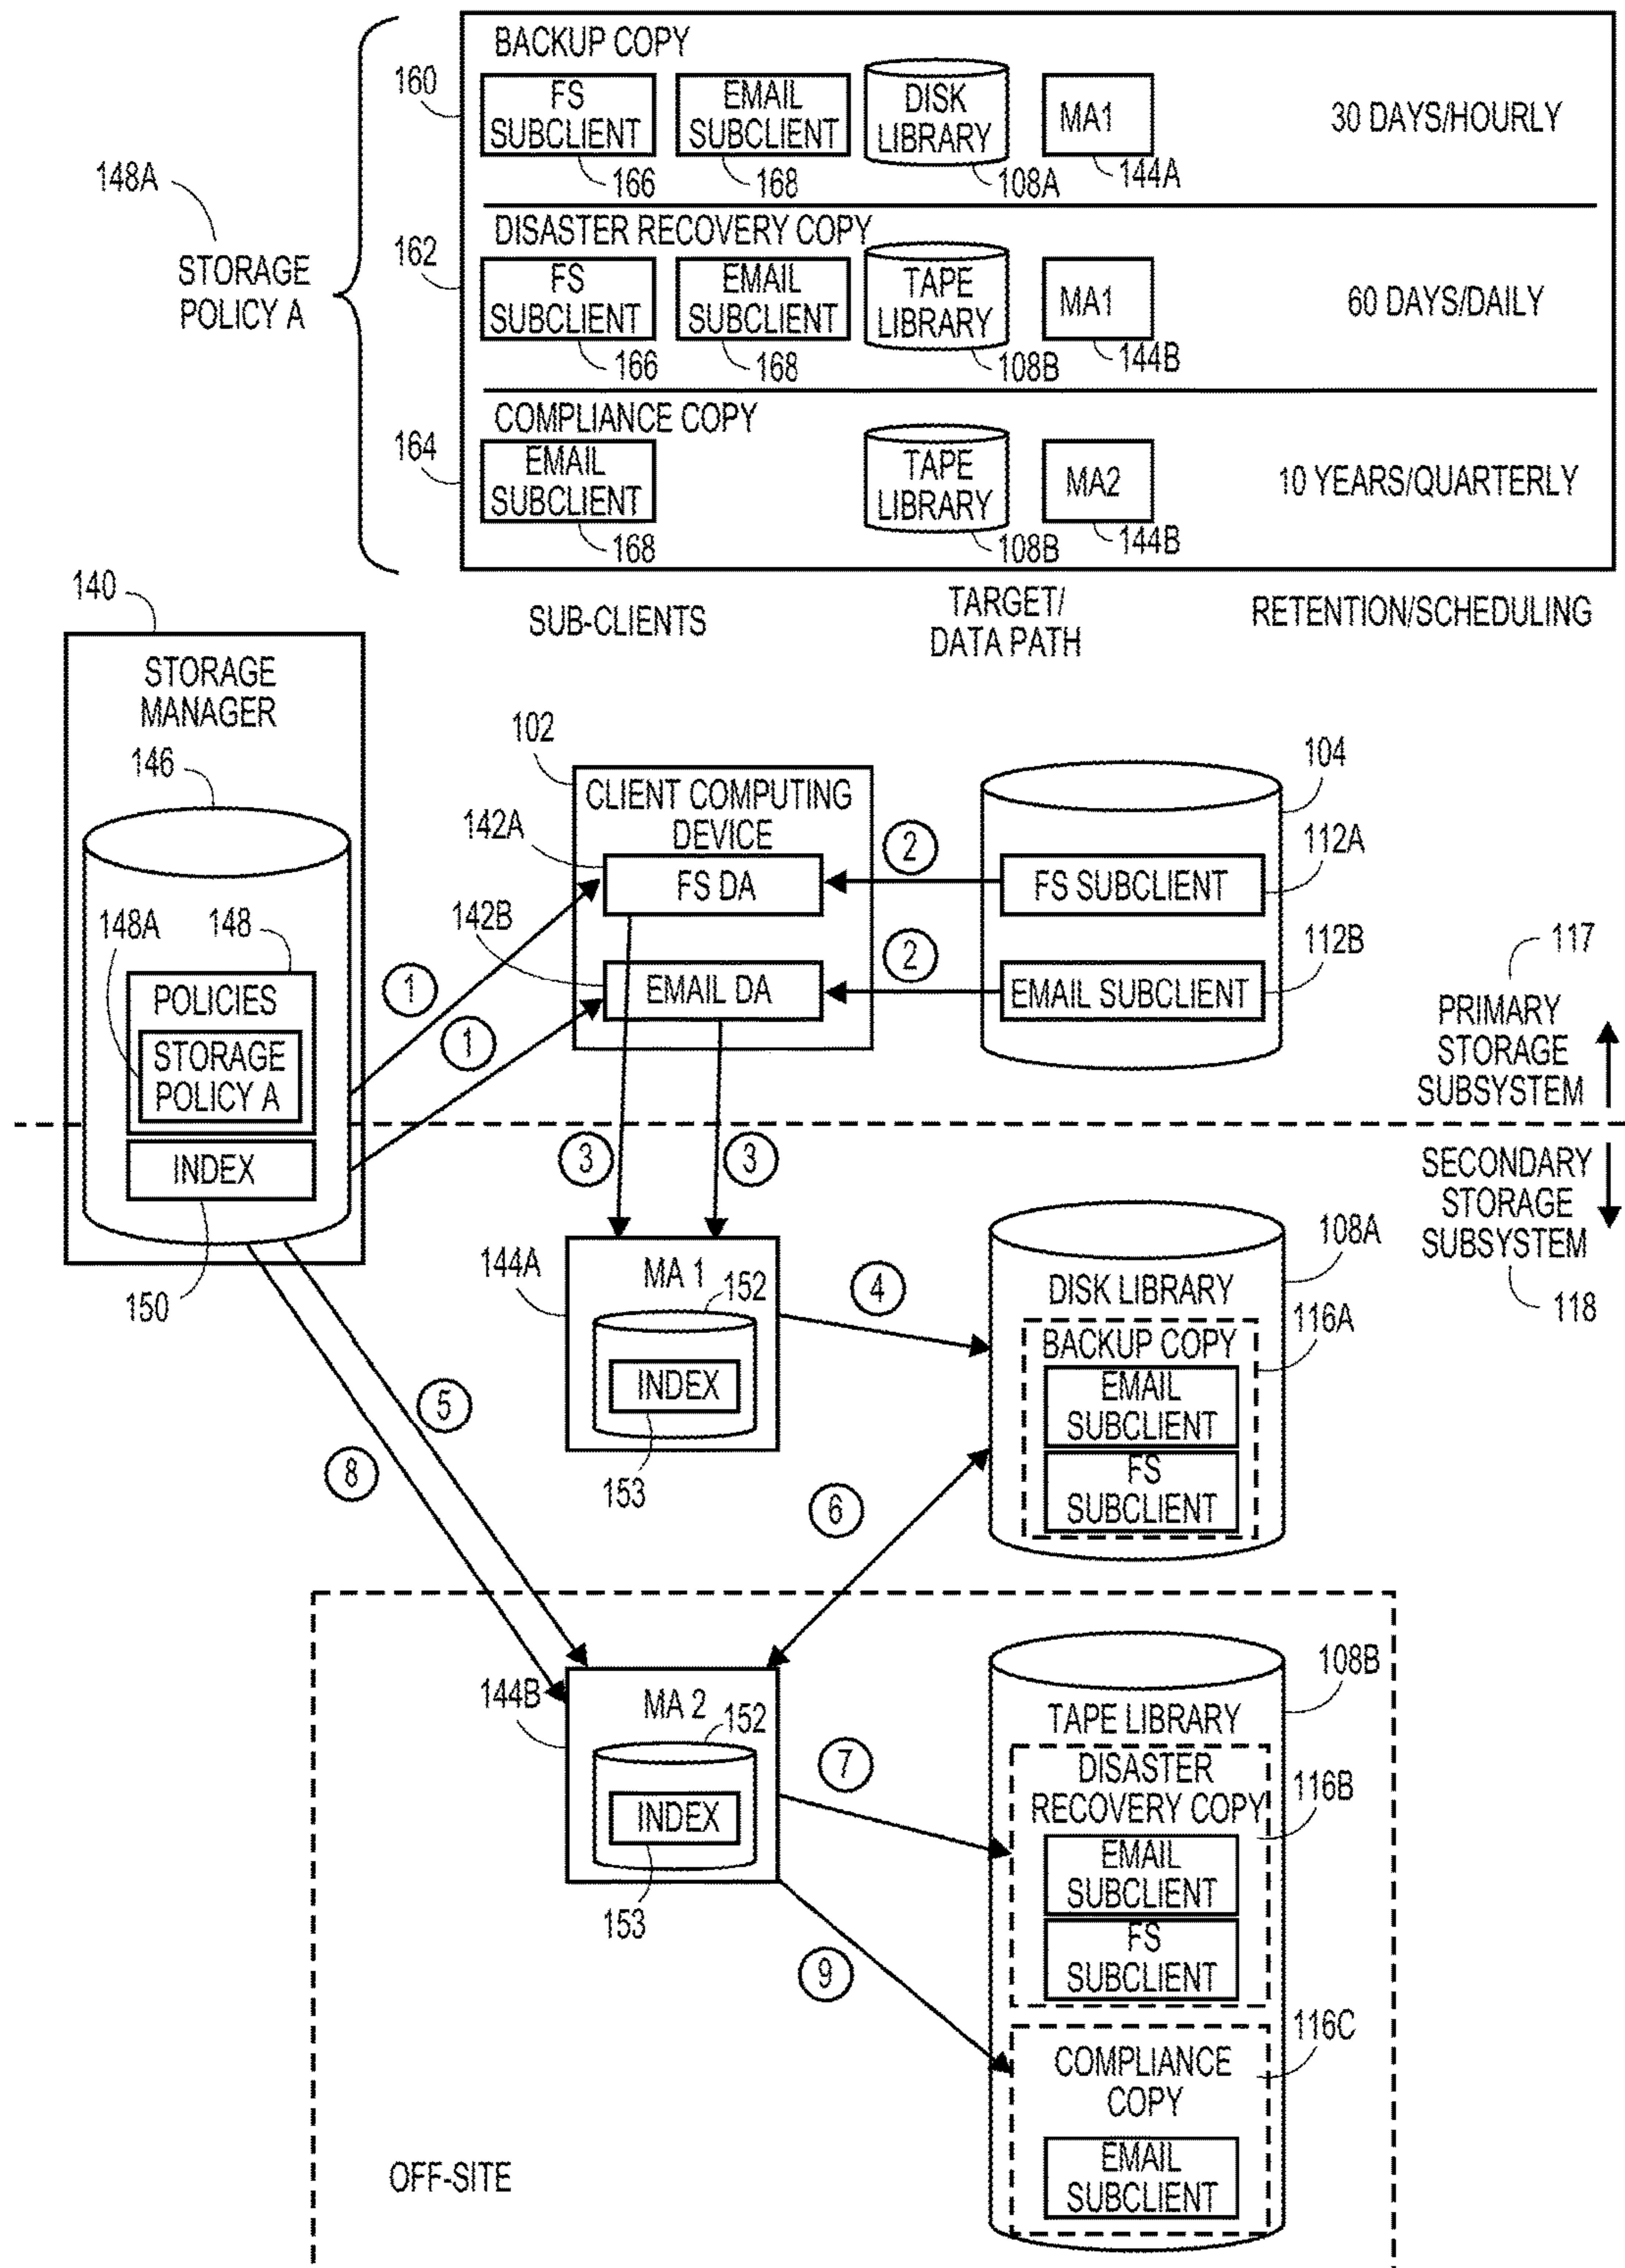 BACKUP COPY
160
FS
SUBCLIENT
166
EMAIL
SUBCLIENT
168
DISK
LIBRARY
108A
MA1
144A
30 DAYS/HOURLY
148A
STORAGE
POLICY A
DISASTER RECOVERY COPY
162
FS
SUBCLIENT
166
EMAIL
SUBCLIENT
168
TAPE
LIBRARY
108B
MA1
144B
60 DAYS/DAILY
COMPLIANCE COPY
164
EMAIL
SUBCLIENT
168
TAPE
LIBRARY
108B
MA2
144B
10 YEARS/QUARTERLY
SUB-CLIENTS
TARGET/
DATA PATH
RETENTION/SCHEDULING
140
STORAGE
MANAGER
146
148A
148
POLICIES
STORAGE
POLICY A
INDEX
150
102
CLIENT COMPUTING
DEVICE
142A
FS DA
142B
EMAIL DA
1
1
2
2
104
FS SUBCLIENT
112A
EMAIL SUBCLIENT
112B
117
PRIMARY
STORAGE
SUBSYSTEM
SECONDARY
STORAGE
SUBSYSTEM
118
3
3
144A
MA 1
152
INDEX
153
4
108A
DISK LIBRARY
116A
BACKUP COPY
EMAIL
SUBCLIENT
FS
SUBCLIENT
5
8
6
144B
MA 2
152
INDEX
153
7
9
108B
TAPE LIBRARY
DISASTER
RECOVERY COPY
116B
EMAIL
SUBCLIENT
FS
SUBCLIENT
116C
COMPLIANCE
COPY
EMAIL
SUBCLIENT
OFF-SITE